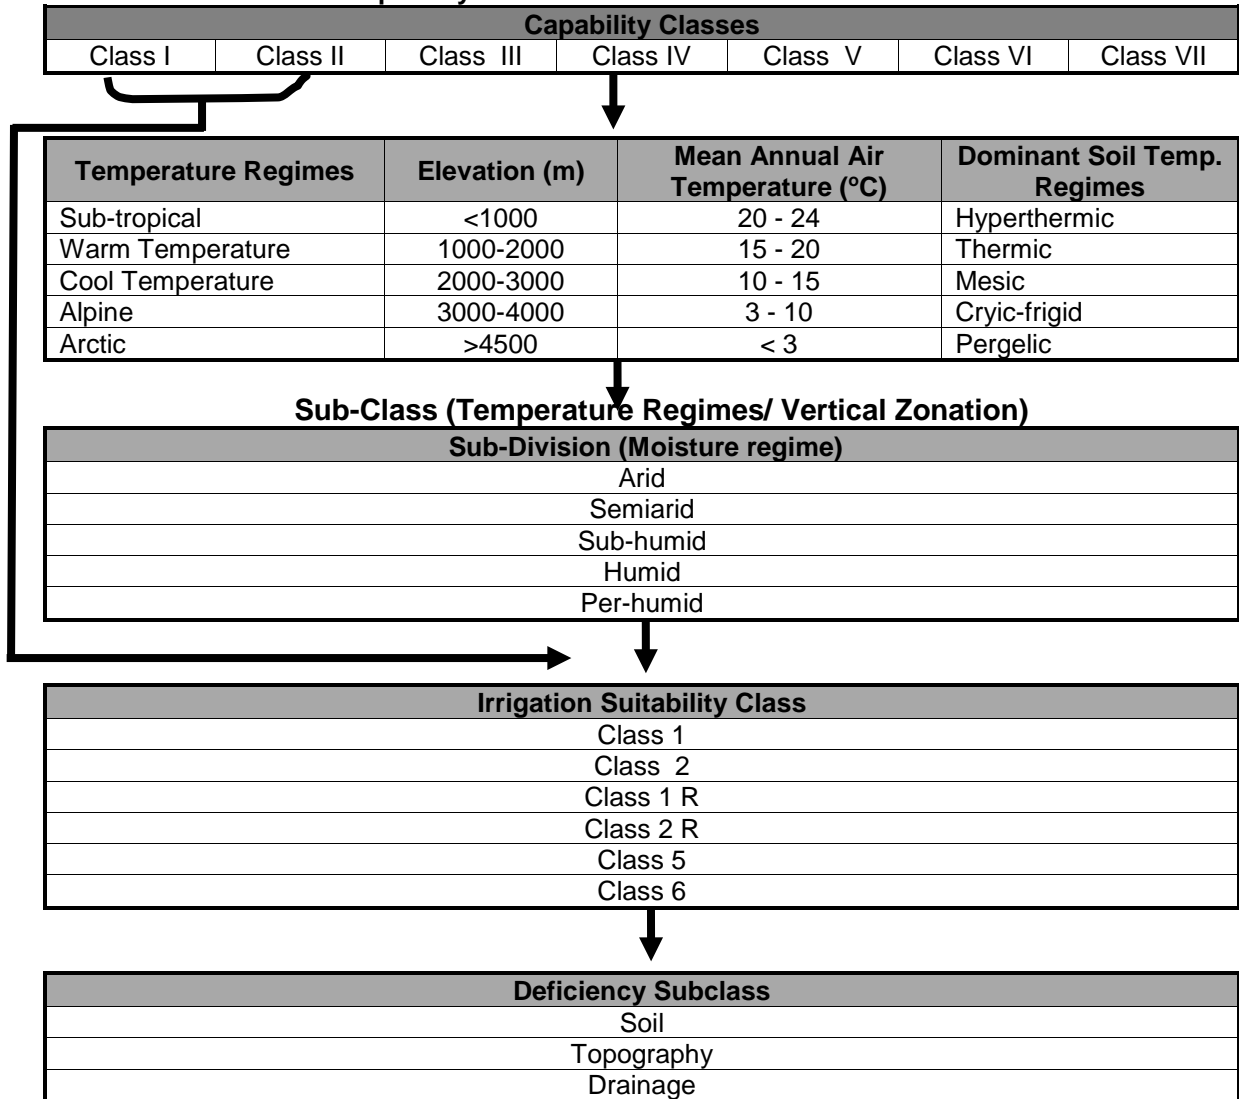 Capability Classes
Class I Class II Class III Class IV Class V Class VI Class VII
Temperature Regimes Elevation (m) Mean Annual Air Temperature (ºC) Dominant Soil Temp. Regimes
Sub-tropical <1000 20 - 24 Hyperthermic
Warm Temperature 1000-2000 15 - 20 Thermic
Cool Temperature 2000-3000 10 - 15 Mesic
Alpine 3000-4000 3 - 10 Cryic-frigid
Arctic >4500 < 3 Pergelic
Sub-Class (Temperature Regimes/ Vertical Zonation)
Sub-Division (Moisture regime)
Arid
Semiarid
Sub-humid
Humid
Per-humid
Irrigation Suitability Class
Class 1
Class 2
Class 1 R
Class 2 R
Class 5
Class 6
Deficiency Subclass
Soil
Topography
Drainage